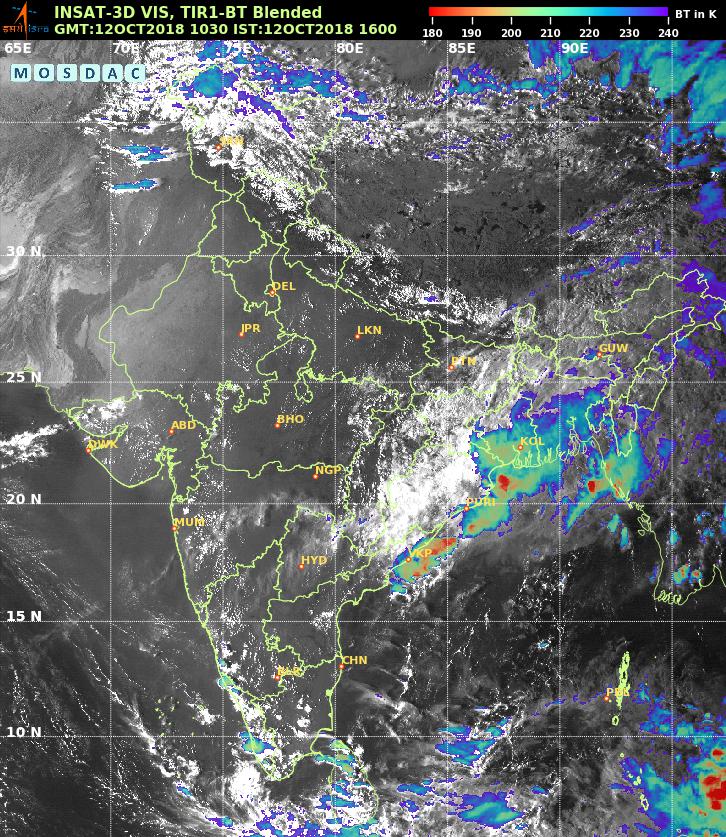 INSAT-3D VIS, TIR1-BT Blended
GMT:12OCT2018 1030 IST:12OCT2018 1600
BT in K
180 190 200 210 220 230 240
65E 70E 75E 80E 85E 90E
MOSDAC
30 N
DEL
JPR LKN
GUW
PTN
25 N
ABD BHO
DWK KOL
NGP
20 N PURI
MUM
VKP
HYD
15 N
CHN
BLR
PBL
10 N